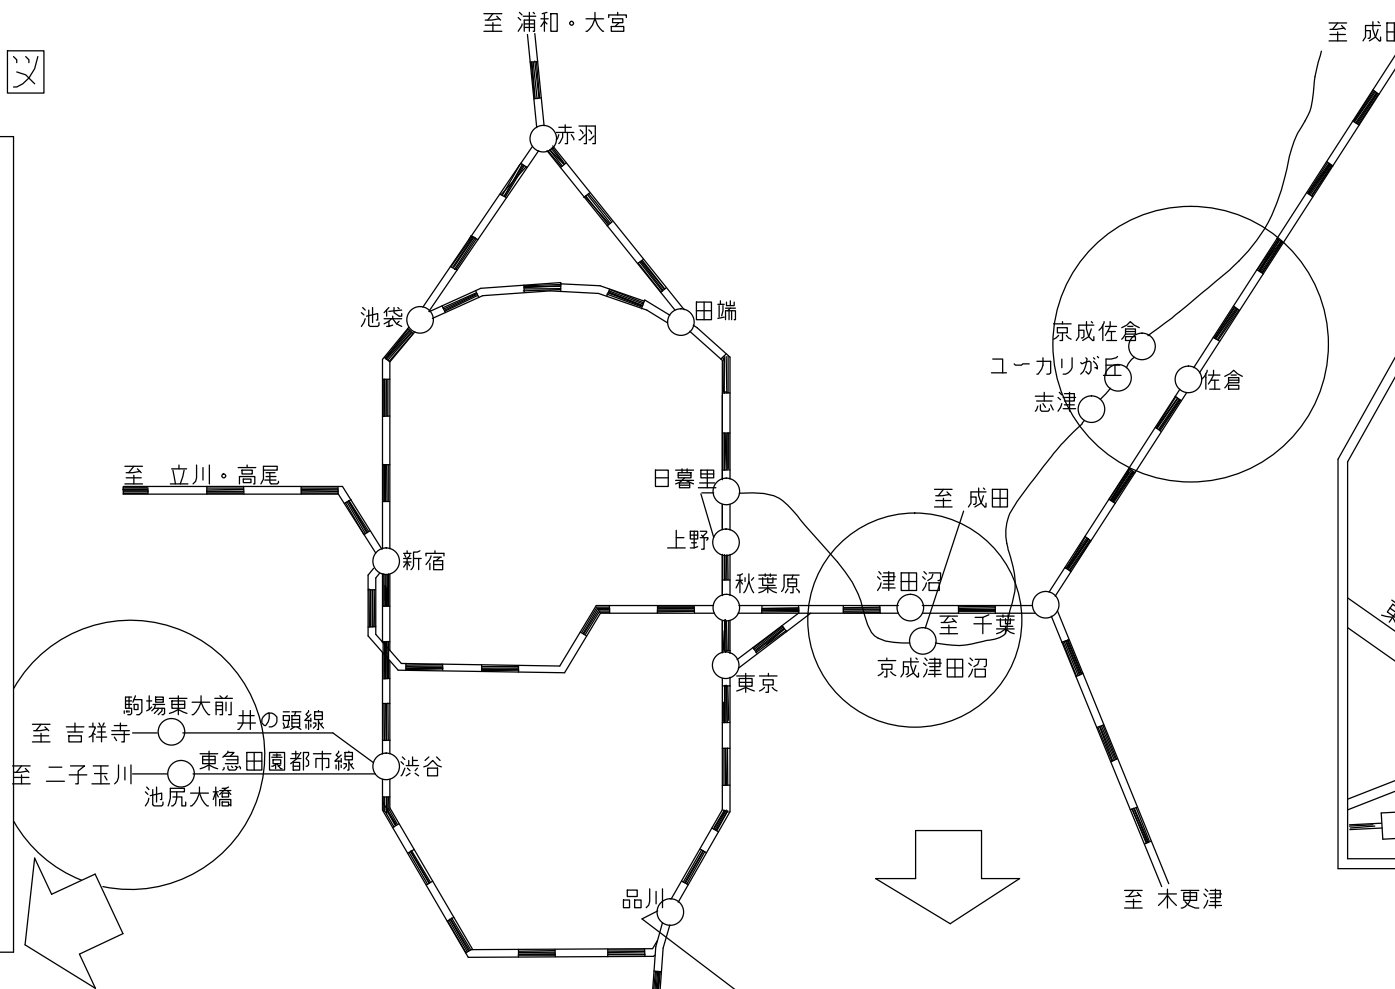 至 浦和・大宮
至 成田
図
赤羽
池袋
田端
京成佐倉
ユーカリが丘
佐倉
志津
至 立川・高尾
日暮里
至 成田
上野
新宿
秋葉原
津田沼
至 千葉
京成津田沼
東京
駒場東大前
井の頭線
至 吉祥寺
東急田園都市線
渋谷
至 二子玉川
池尻大橋
品川
至 木更津